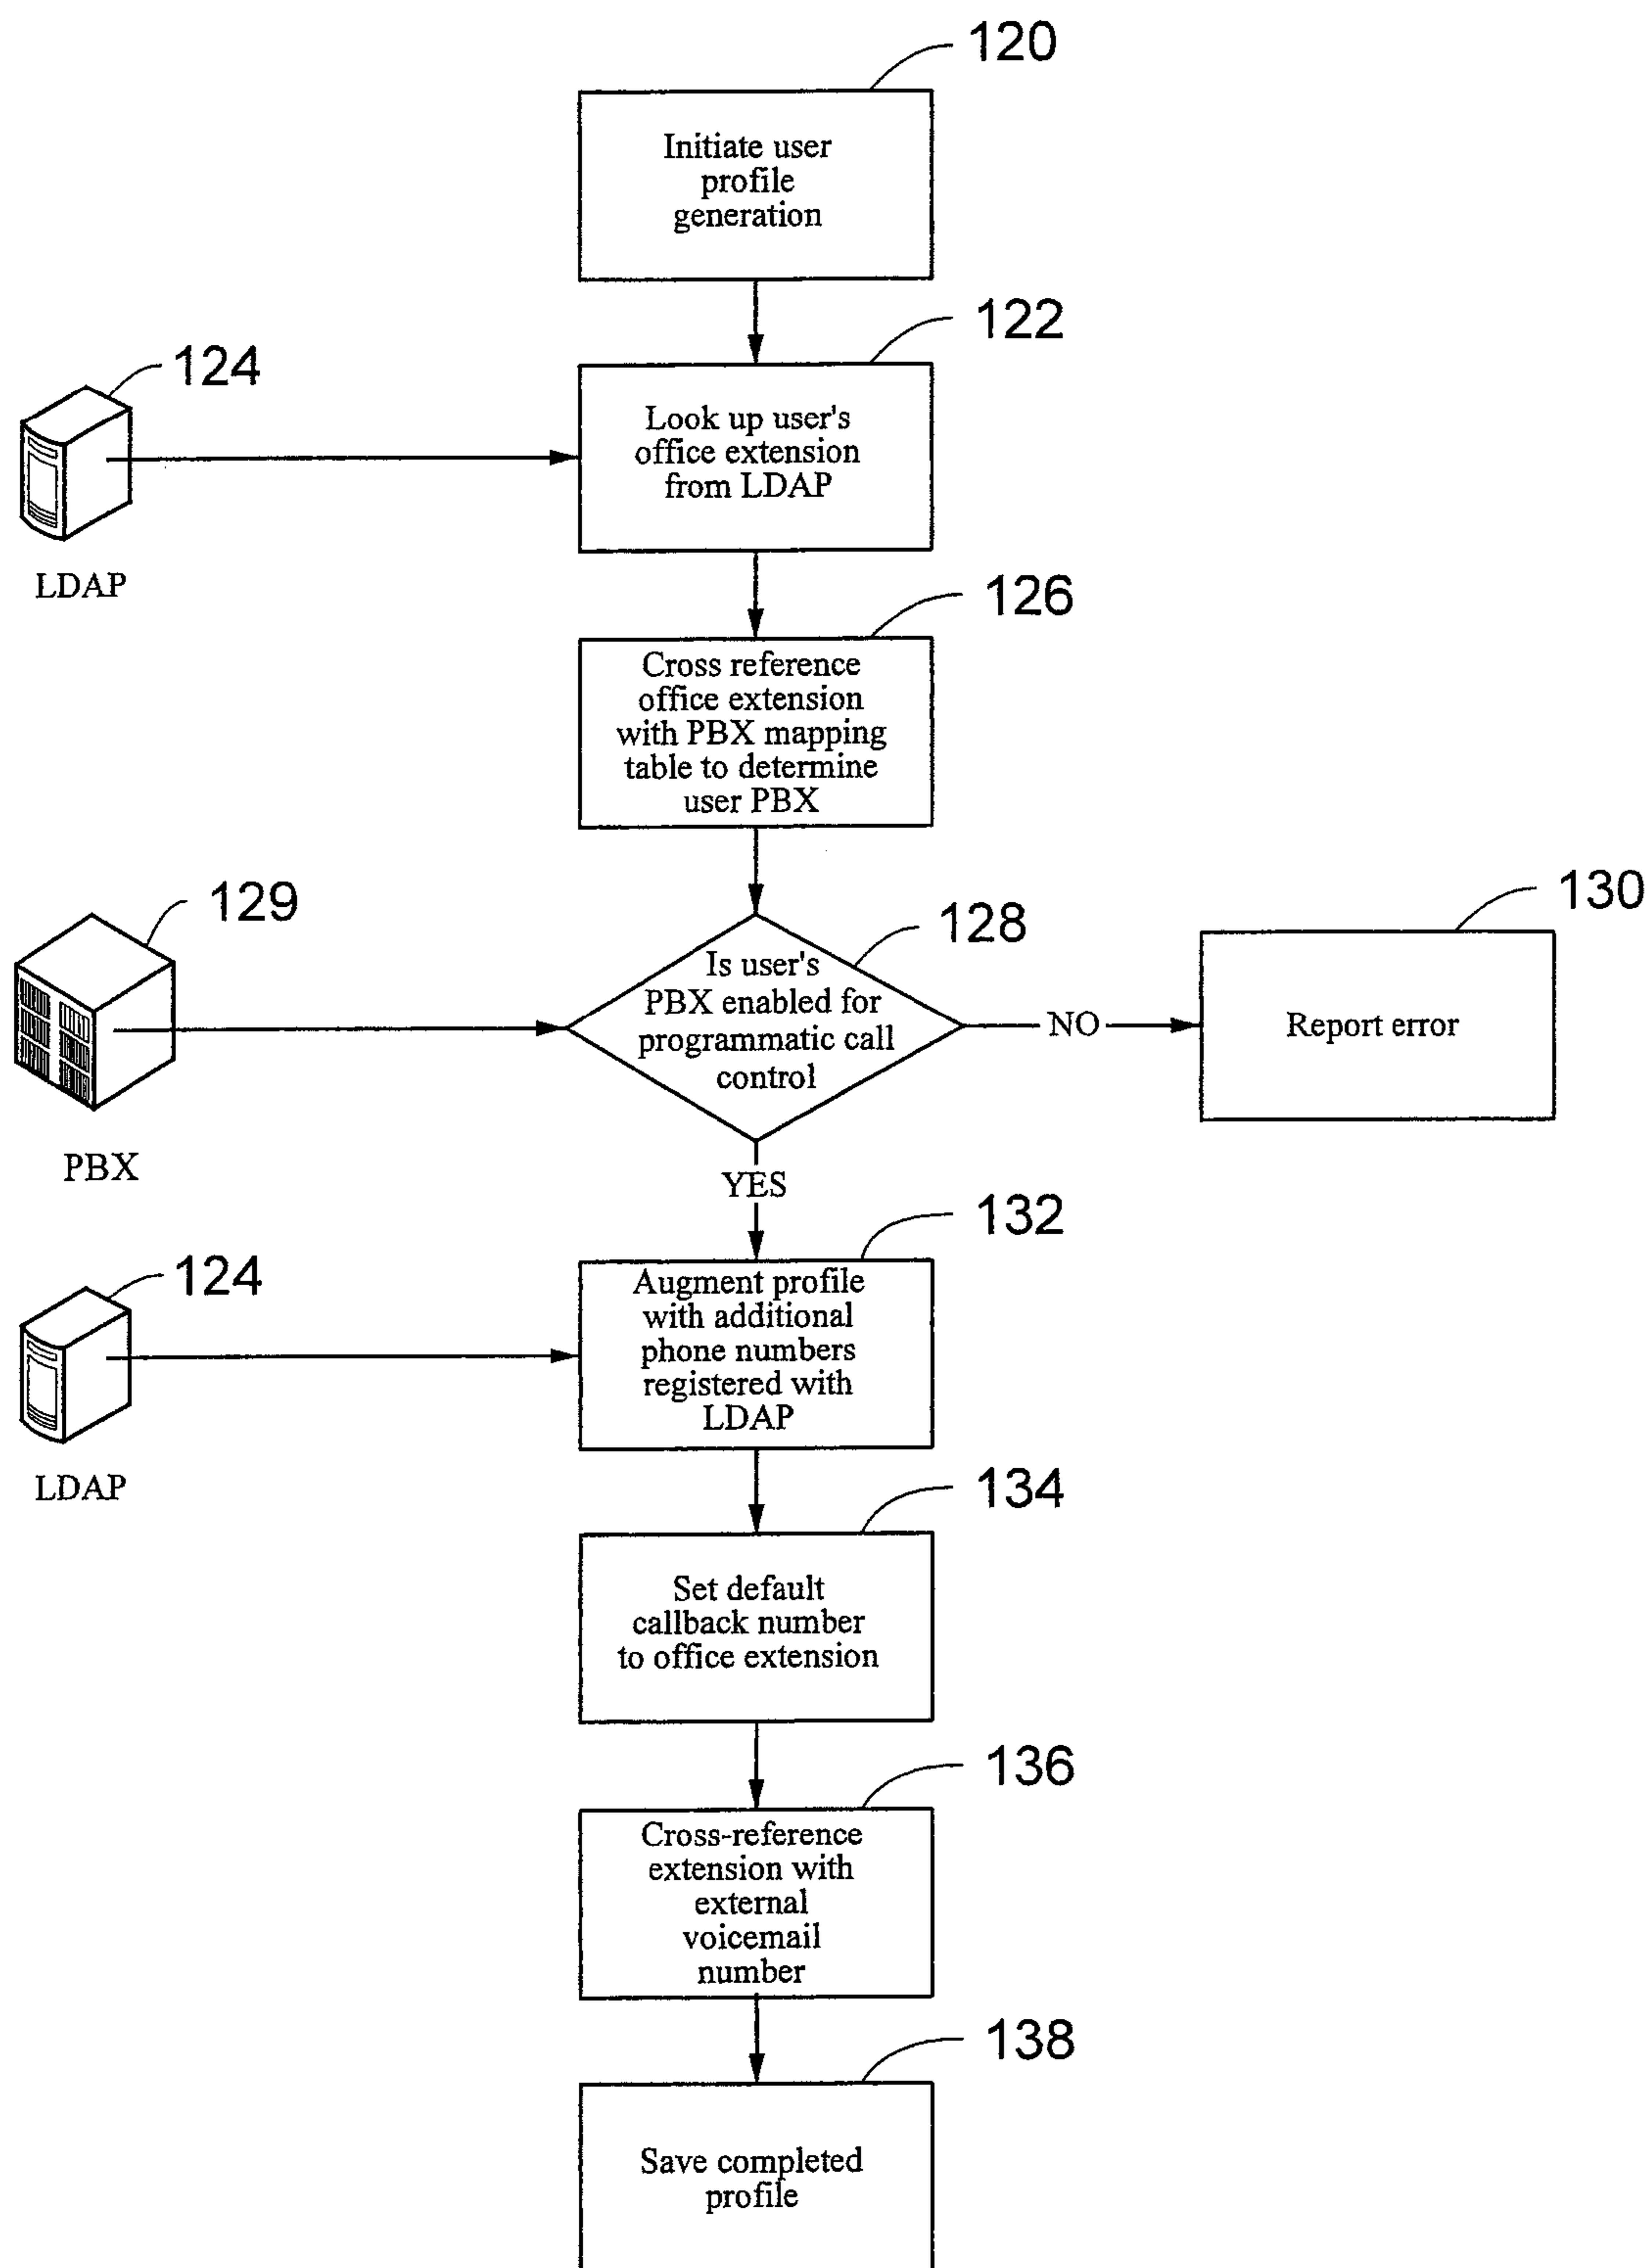 120
Initiate user
profile
generation
122
124
Look up user's
office extension
from LDAP
LDAP
126
Cross reference
office extension
with PBX mapping
table to determine
user PBX
129
128
130
Is user's
PBX enabled for
programmatic call
control
NO
Report error
PBX
YES
132
124
Augment profile
with additional
phone numbers
registered with
LDAP
LDAP
134
Set default
callback number
to office extension
136
Cross-reference
extension with
external
voicemail
number
138
Save completed
profile